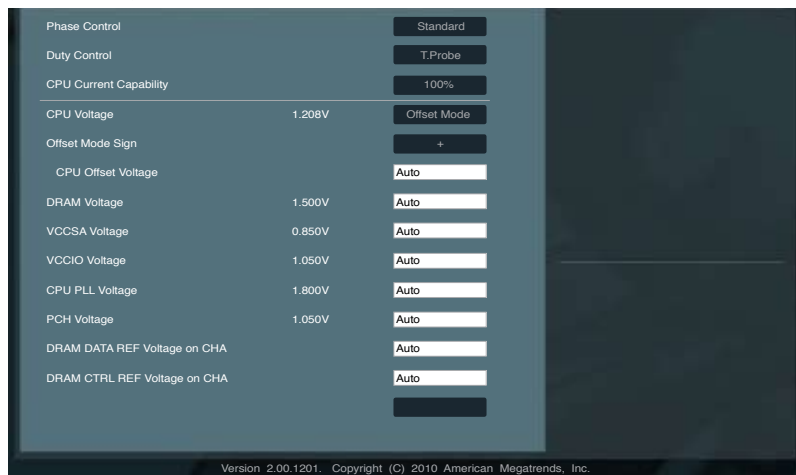 Phase Control Standard
Duty Control T.Probe
CPU Current Capability 100%
CPU Voltage 1.208V Offset Mode
Offset Mode Sign +
CPU Offset Voltage Auto
DRAM Voltage 1.500V Auto
VCCSA Voltage 0.850V Auto
VCCIO Voltage 1.050V Auto
CPU PLL Voltage 1.800V Auto
PCH Voltage 1.050V Auto
DRAM DATA REF Voltage on CHA Auto
DRAM CTRL REF Voltage on CHA Auto
Version 2.00.1201. Copyright (C) 2010 American Megatrends, Inc.